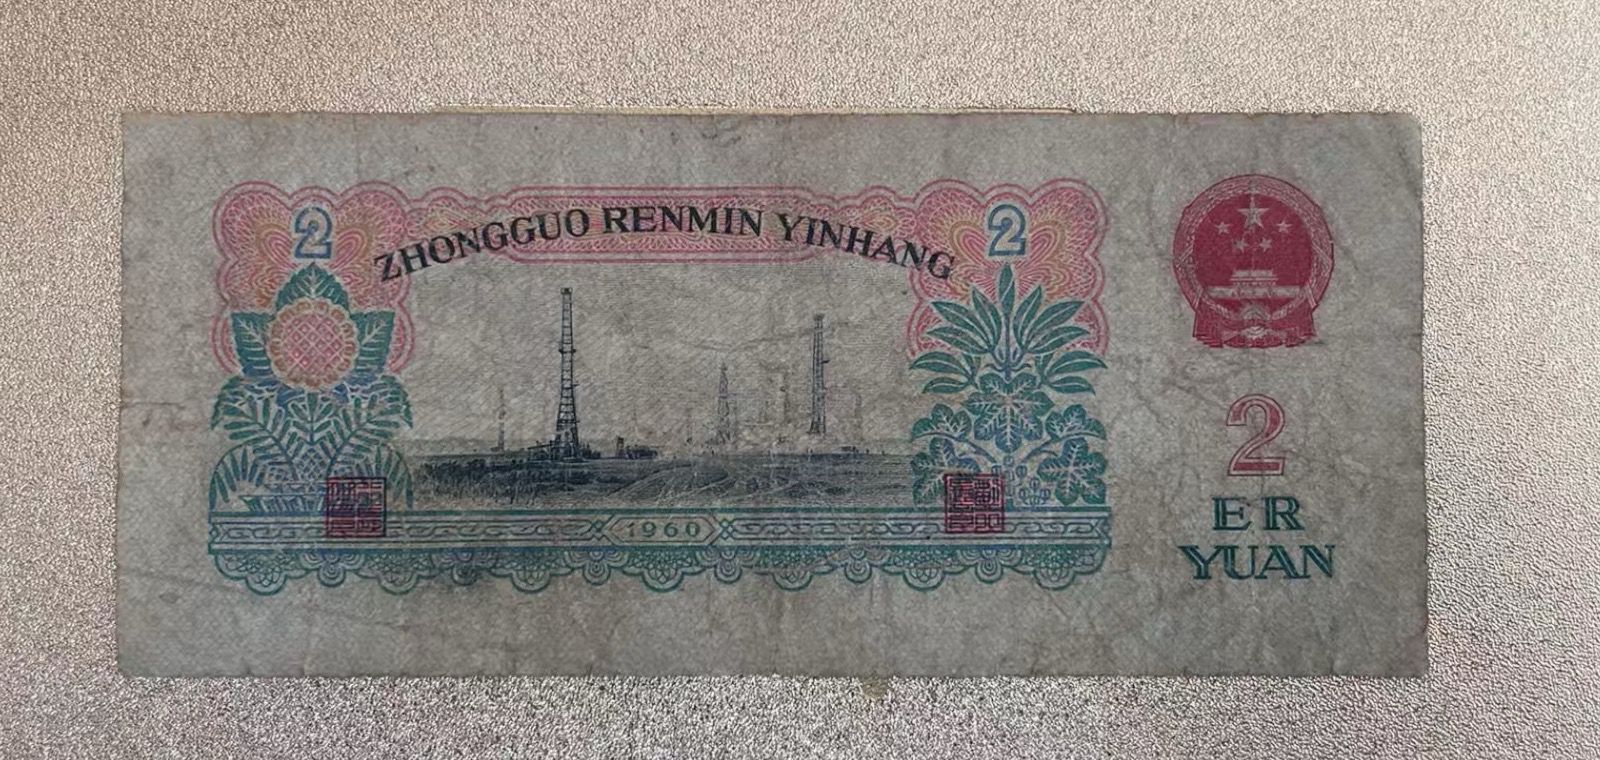 2
ZHONGGUO RENMIN YINHANG
2
1960
2
ER
YUAN